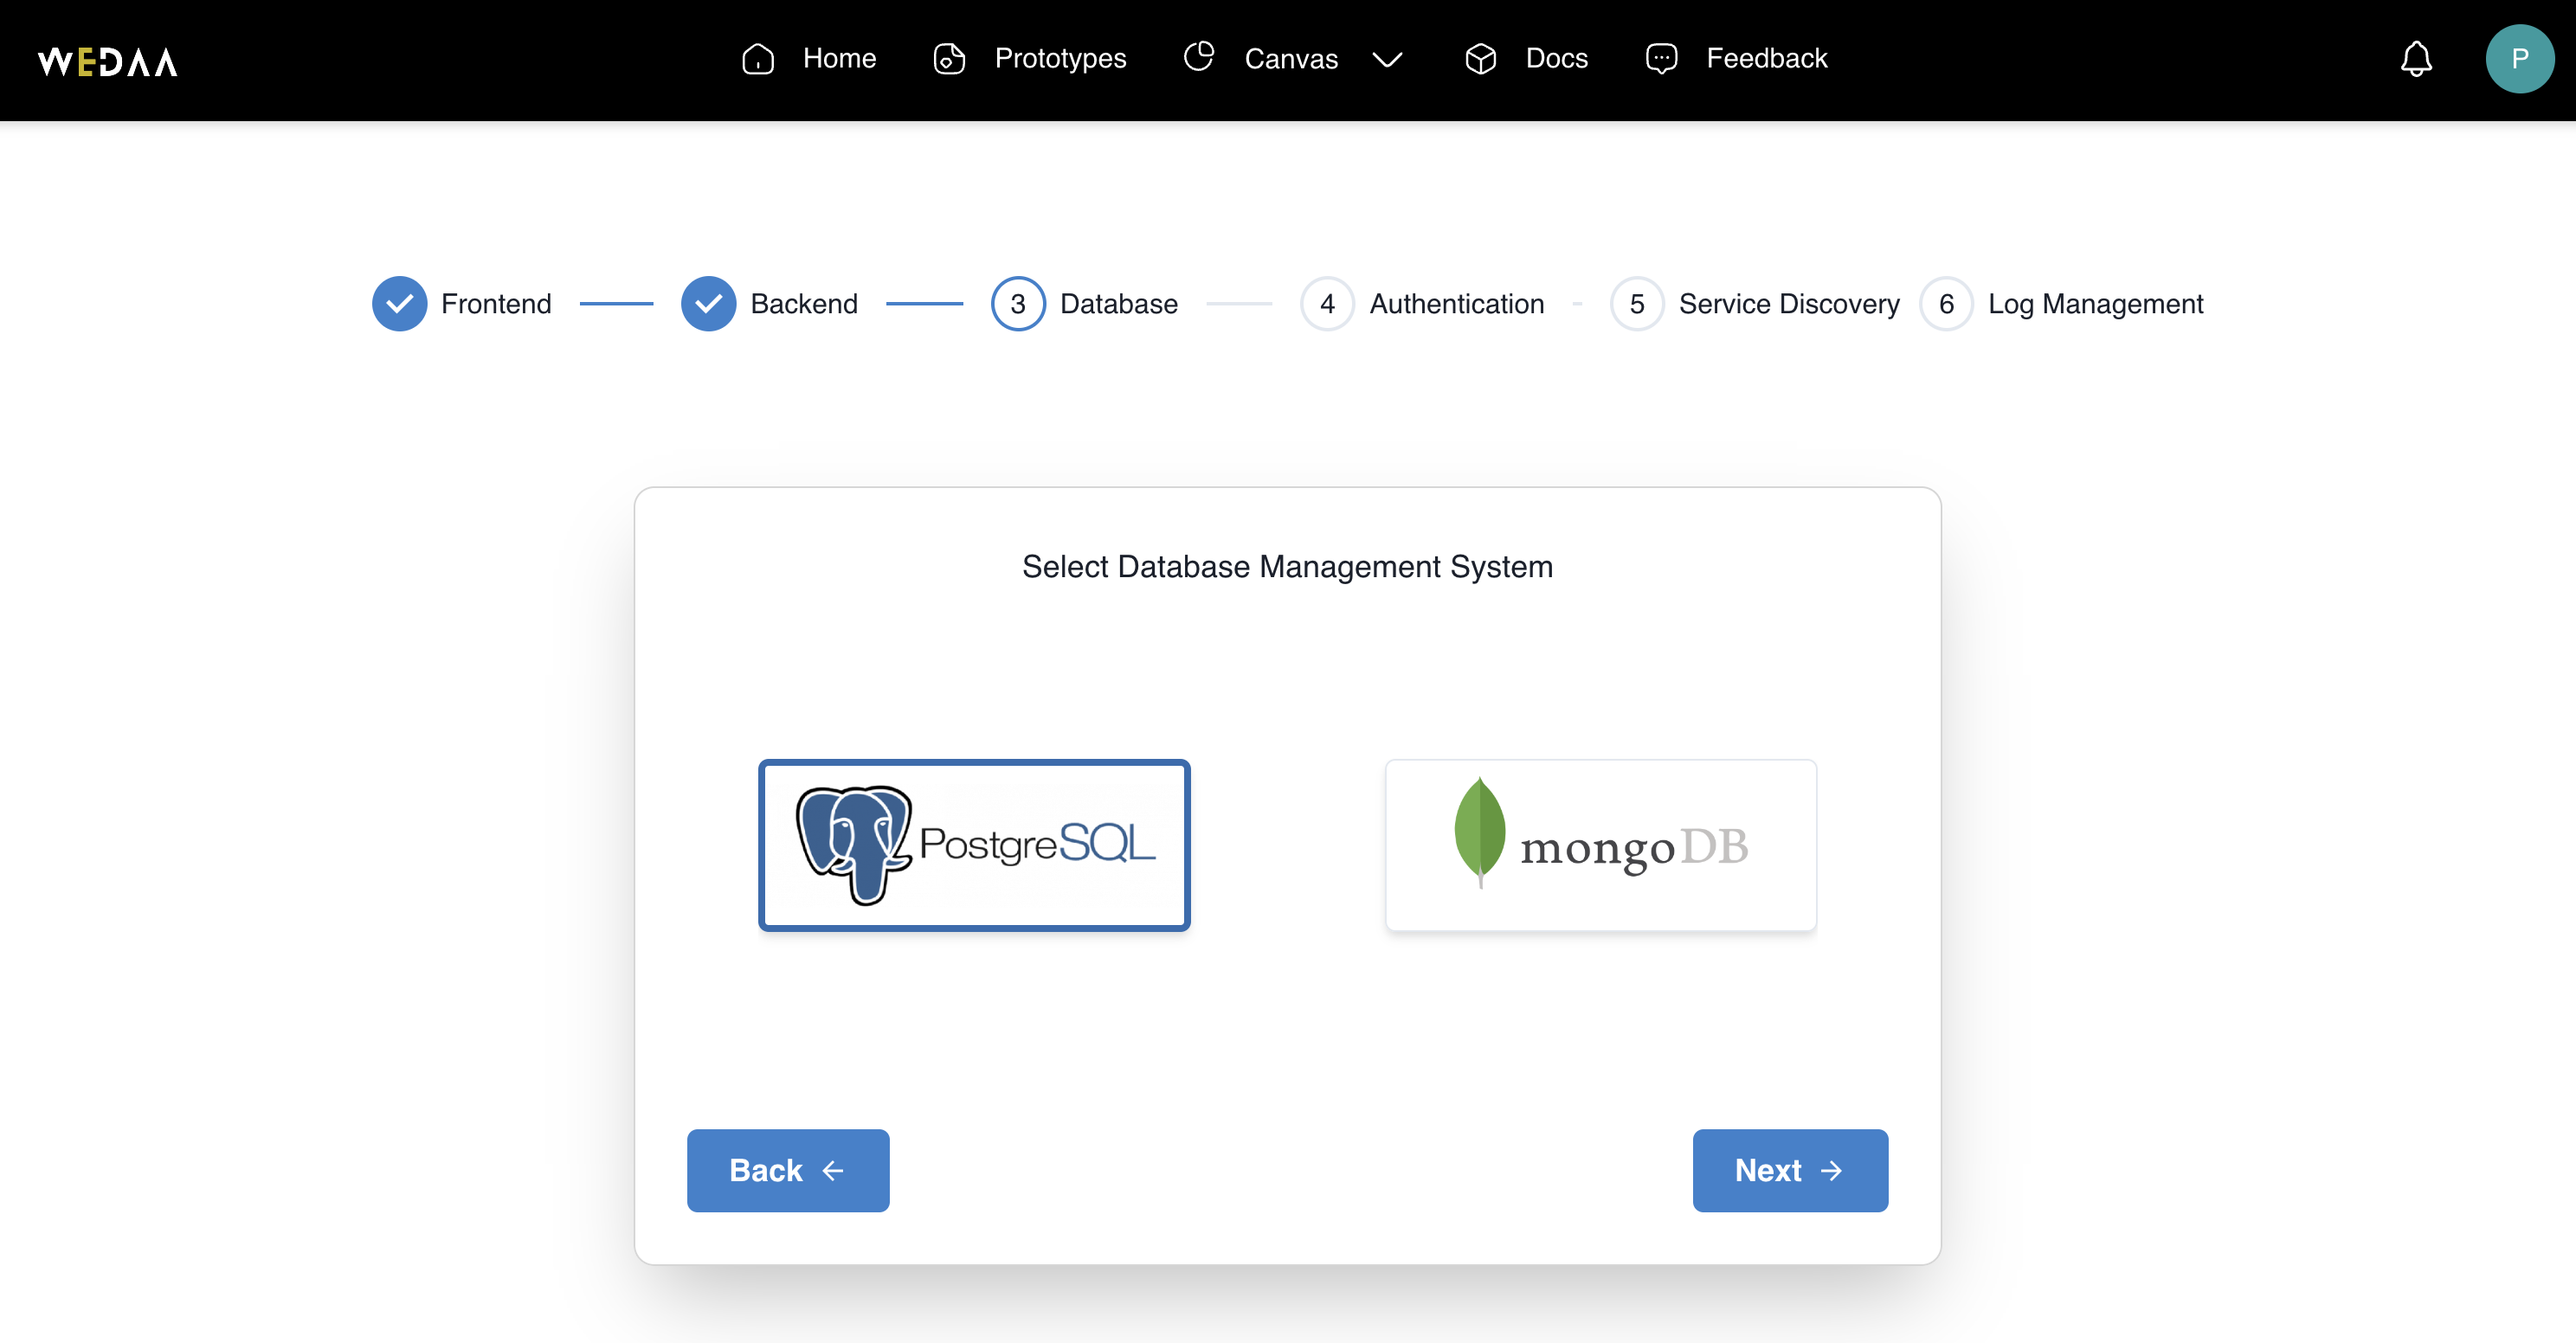 WEDAA Home Prototypes Canvas Docs Feedback P
Frontend Backend 3 Database 4 Authentication 5 Service Discovery 6 Log Management
Select Database Management System
PostgreSQL mongoDB
Back Next